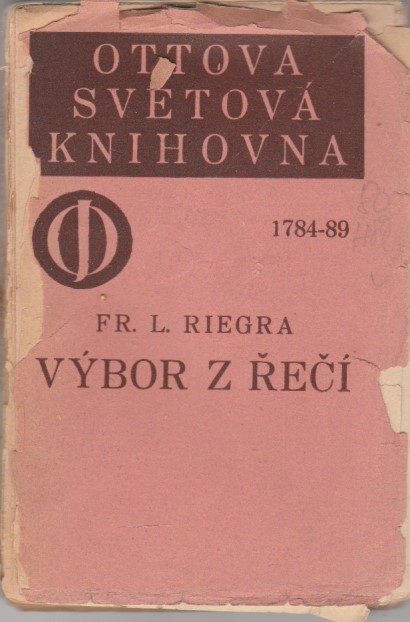 OTTOVA
SVĚTOVÁ
KNIHOVNA
1784-89
FR. L. RIEGRA
VÝBOR Z ŘEČÍ